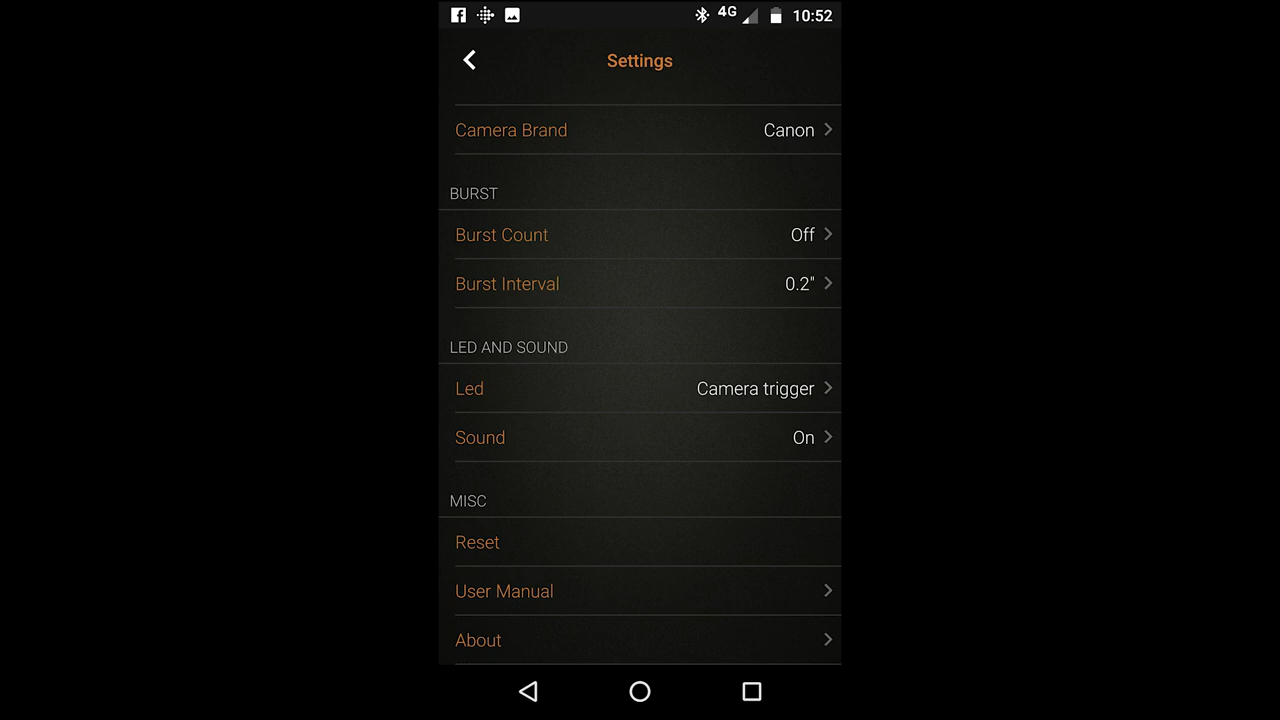 4G 10:52
Settings
Camera Brand Canon
BURST
Burst Count Off
Burst Interval 0.2"
LED AND SOUND
Led Camera trigger
Sound On
MISC
Reset
User Manual
About